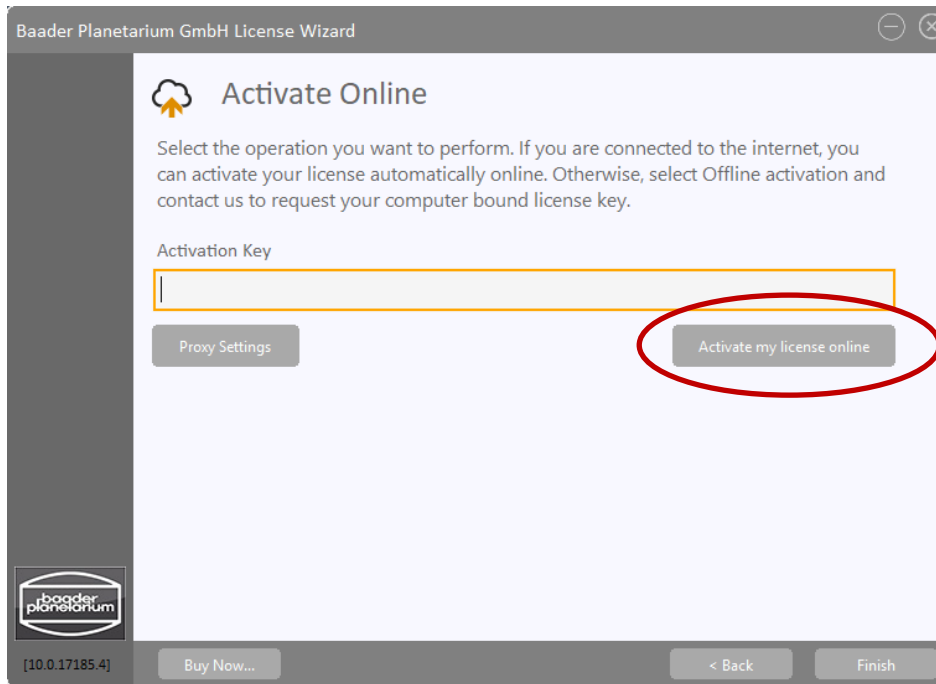 Baader Planetarium GmbH License Wizard
Activate Online
Select the operation you want to perform. If you are connected to the internet, you
can activate your license automatically online. Otherwise, select Offline activation and
contact us to request your computer bound license key.
Activation Key
Proxy Settings
Activate my license online
baader
planetarium
[10.0.17185.4]
Buy Now...
< Back
Finish